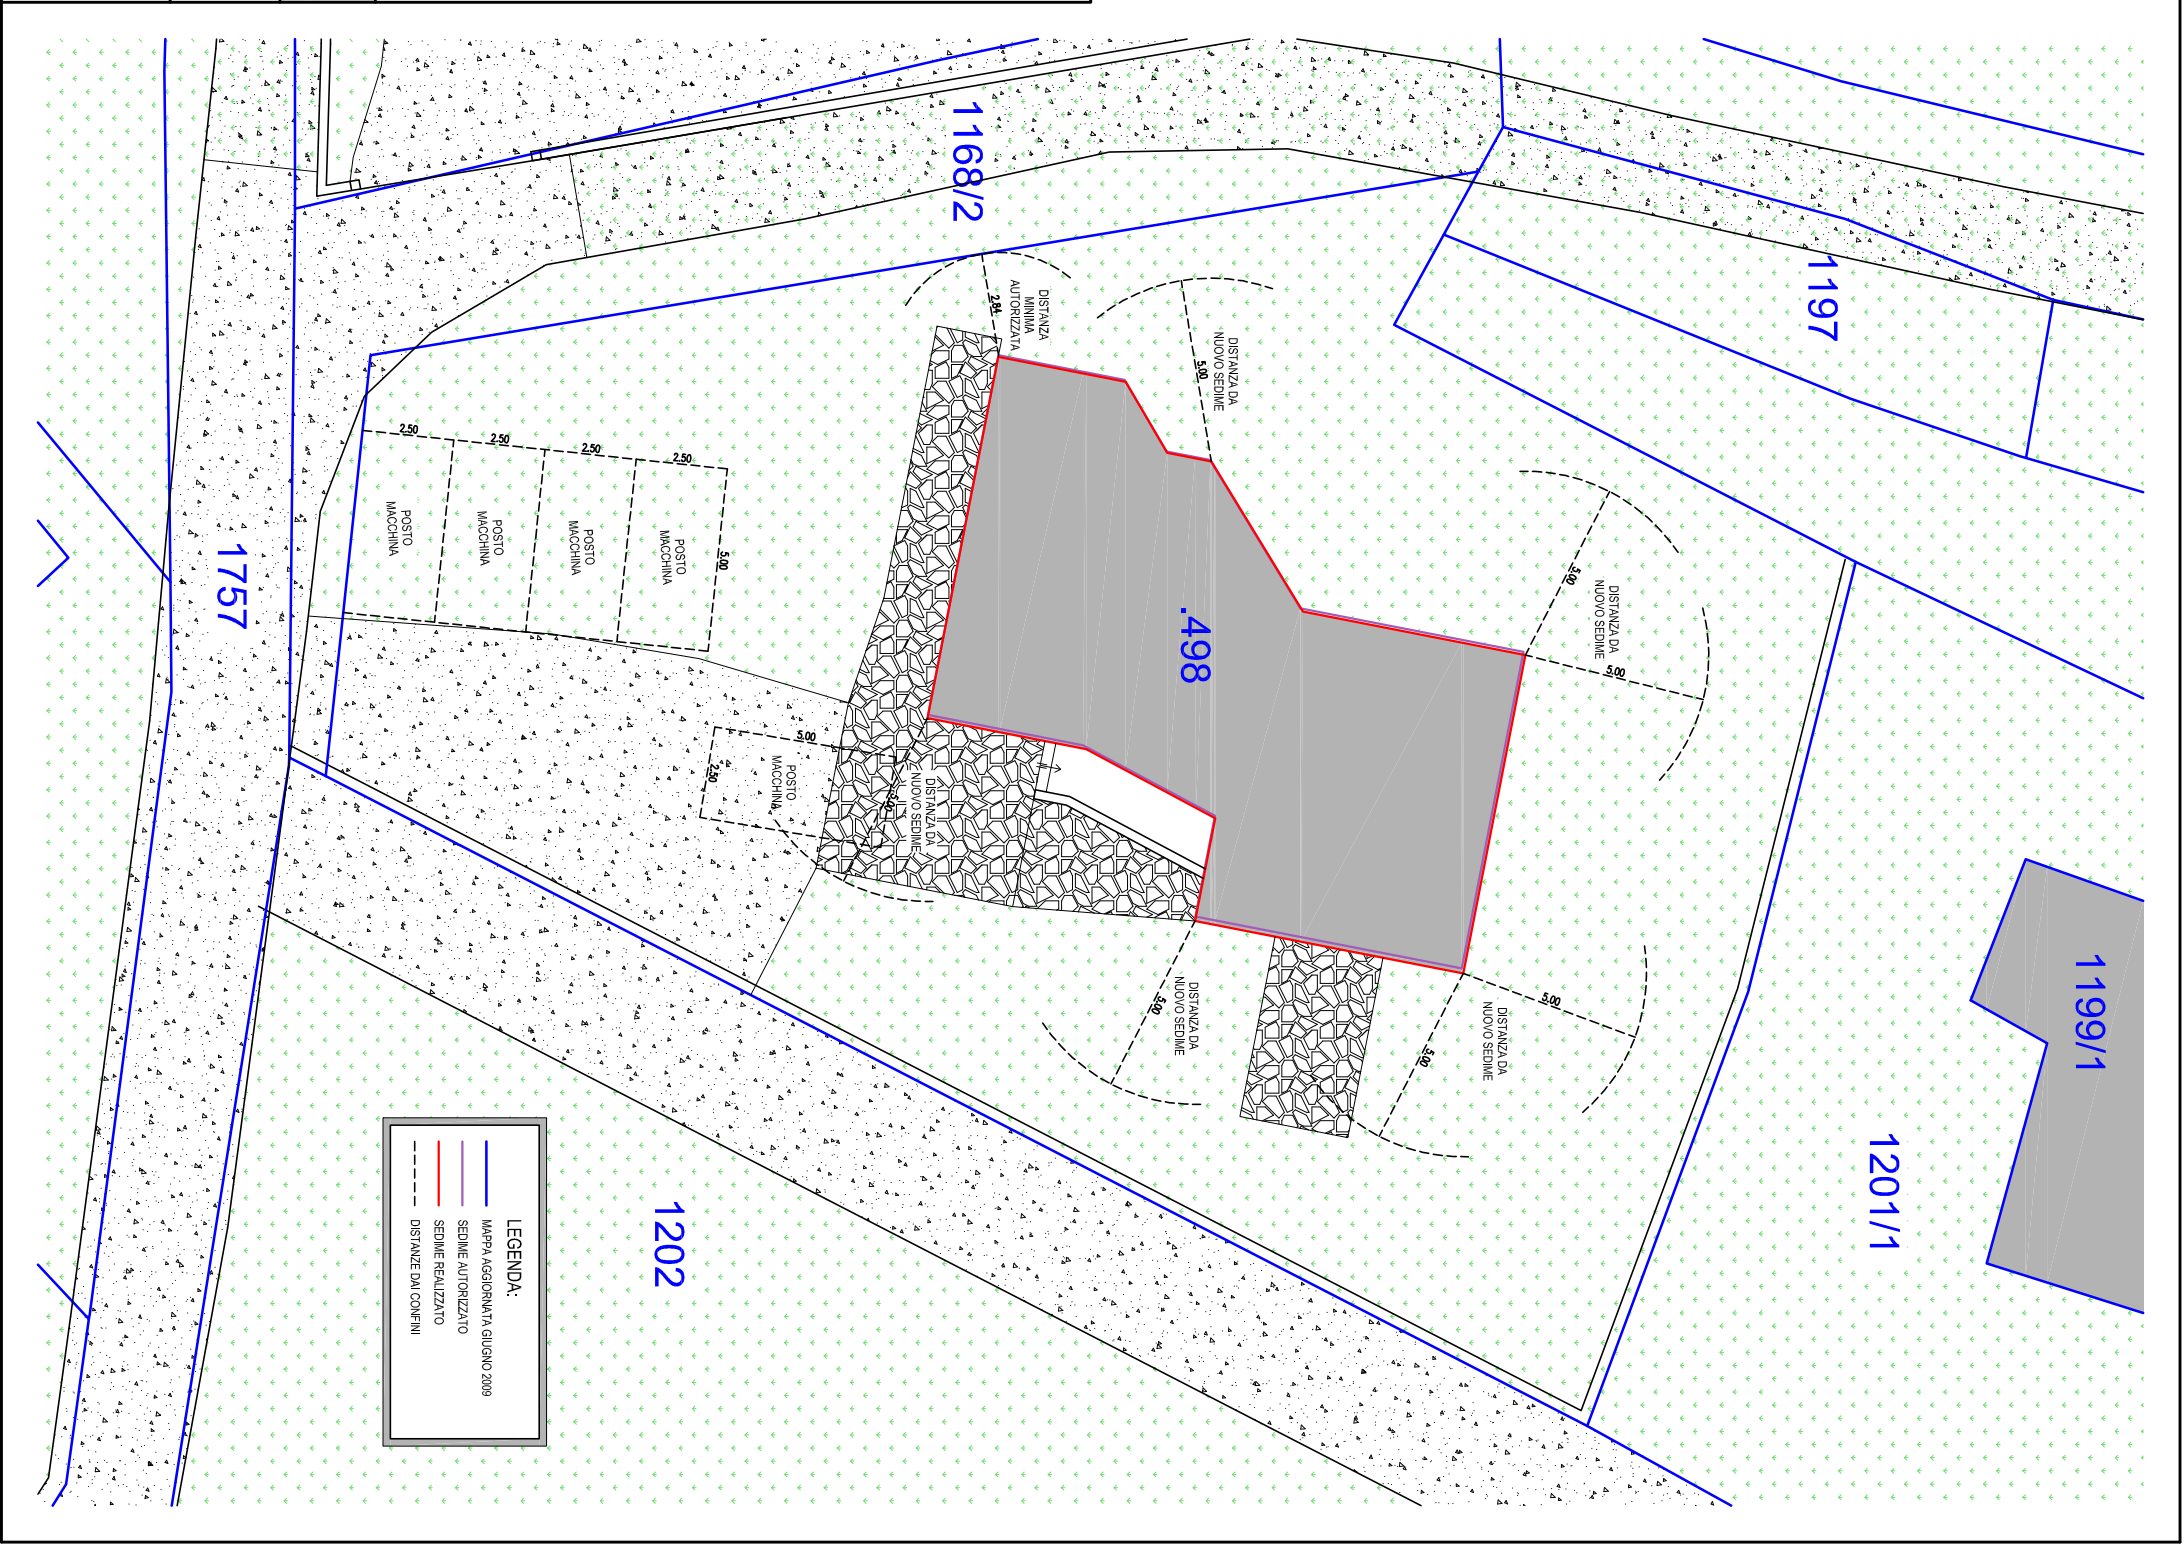 1168/2
1197
DISTANZA
MINIMA
AUTORIZZATA
2.84
DISTANZA DA
NUOVO SEDIME
5.00
2.50
2.50
2.50
2.50
5.00
POSTO
MACCHINA
POSTO
MACCHINA
POSTO
MACCHINA
POSTO
MACCHINA
1757
.498
DISTANZA DA
NUOVO SEDIME
5.00
5.00
5.00
2.50
POSTO
MACCHINA
DISTANZA DA
NUOVO SEDIME
5.00
DISTANZA DA
NUOVO SEDIME
5.00
DISTANZA DA
NUOVO SEDIME
5.00
5.00
1199/1
1201/1
1202
LEGENDA:
MAPPA AGGIORNATA GIUGNO 2009
SEDIME AUTORIZZATO
SEDIME REALIZZATO
DISTANZE DAI CONFINI